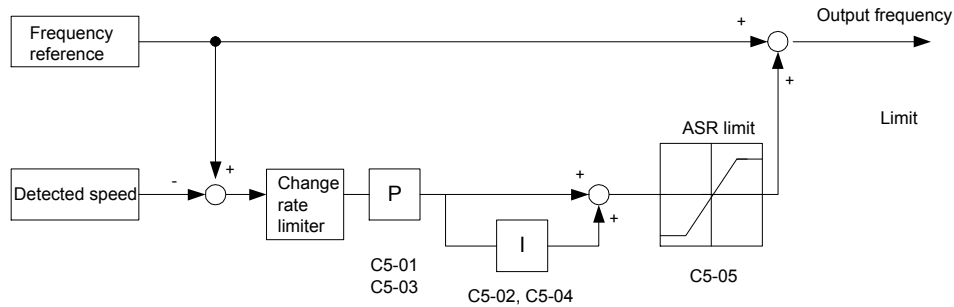 Output frequency
Frequency
reference
+
+
Limit
ASR limit
Detected speed
-
+
Change
rate
limiter
P
+
+
I
C5-01
C5-03
C5-02, C5-04
C5-05